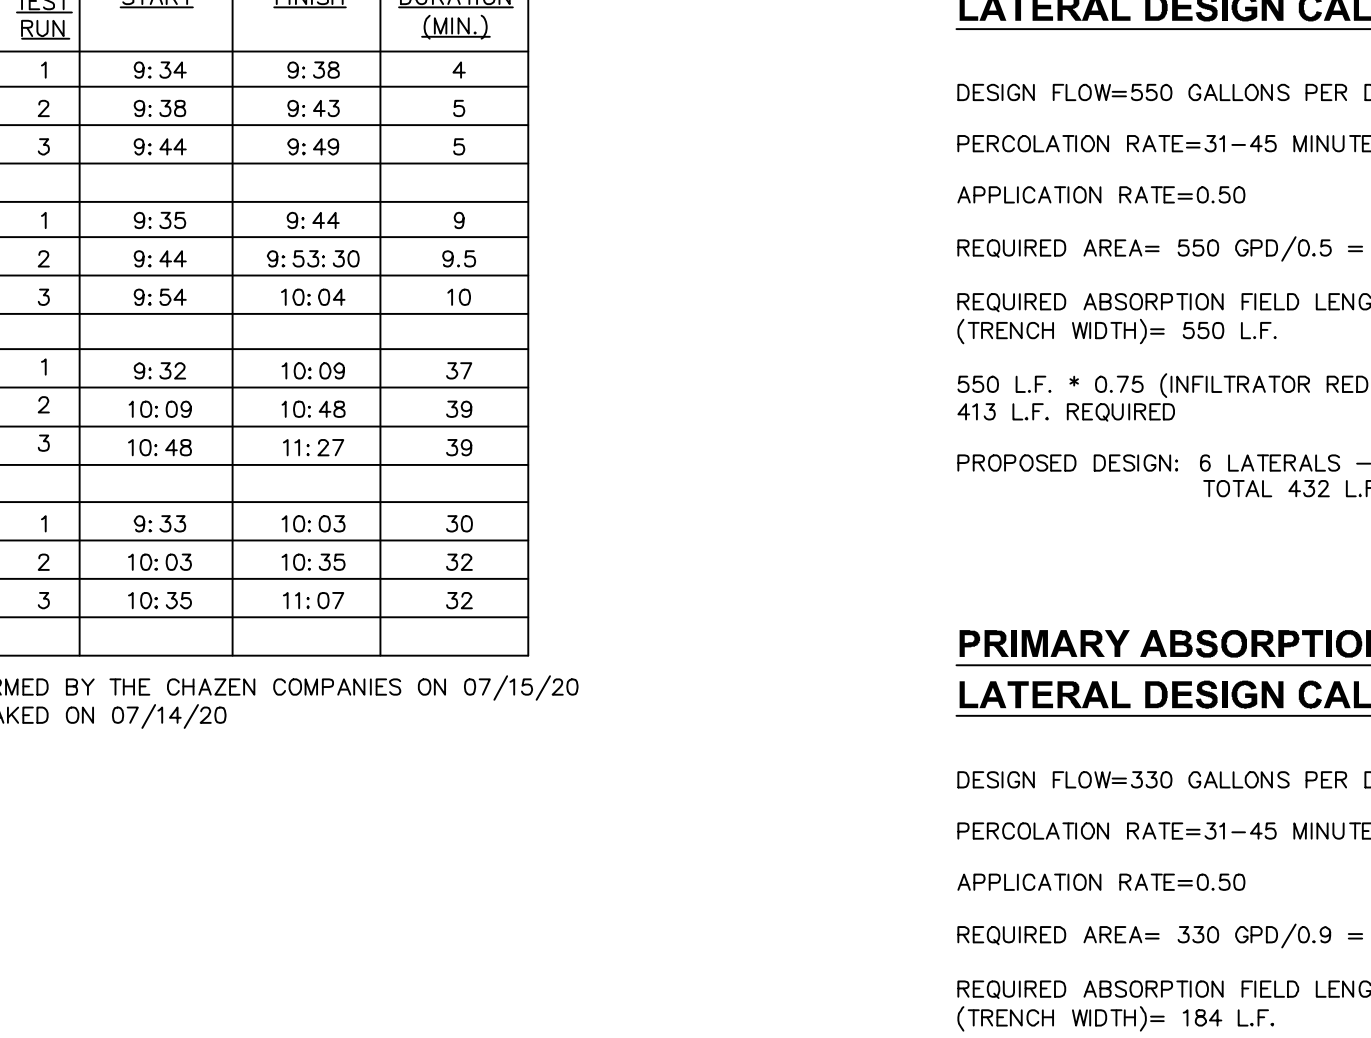 TEST START FINISH DURATION
RUN (MIN.)
1 9:34 9:38 4
2 9:38 9:43 5
3 9:44 9:49 5
1 9:35 9:44 9
2 9:44 9:53:30 9.5
3 9:54 10:04 10
1 9:32 10:09 37
2 10:09 10:48 39
3 10:48 11:27 39
1 9:33 10:03 30
2 10:03 10:35 32
3 10:35 11:07 32
RMED BY THE CHAZEN COMPANIES ON 07/15/20
AKED ON 07/14/20
LATERAL DESIGN CAL
DESIGN FLOW=550 GALLONS PER D
PERCOLATION RATE=31-45 MINUTE
APPLICATION RATE=0.50
REQUIRED AREA= 550 GPD/0.5 =
REQUIRED ABSORPTION FIELD LENG
(TRENCH WIDTH)= 550 L.F.
550 L.F. * 0.75 (INFILTRATOR RED
413 L.F. REQUIRED
PROPOSED DESIGN: 6 LATERALS –
TOTAL 432 L.F
PRIMARY ABSORPTION
LATERAL DESIGN CAL
DESIGN FLOW=330 GALLONS PER D
PERCOLATION RATE=31-45 MINUTE
APPLICATION RATE=0.50
REQUIRED AREA= 330 GPD/0.9 =
REQUIRED ABSORPTION FIELD LENG
(TRENCH WIDTH)= 184 L.F.